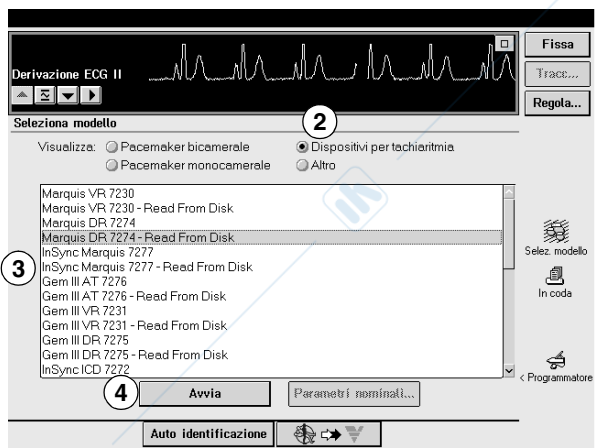 Derivazione ECG II
Fissa
Tracc...
Regola...
Seleziona modello
2
Visualizza:
Pacemaker bicamerale
Dispositivi per tachiaritmia
Pacemaker monocamerale
Altro
Marquis VR 7230
Marquis VR 7230 - Read From Disk
Marquis DR 7274
Marquis DR 7274 - Read From Disk
InSync Marquis 7277
InSync Marquis 7277 - Read From Disk
Gem III AT 7276
Gem III AT 7276 - Read From Disk
Gem III VR 7231
Gem III VR 7231 - Read From Disk
Gem III DR 7275
Gem III DR 7275 - Read From Disk
InSync ICD 7272
3
Selez. modello
In coda
< Programmatore
4
Avvia
Parametri nominali...
Auto identificazione